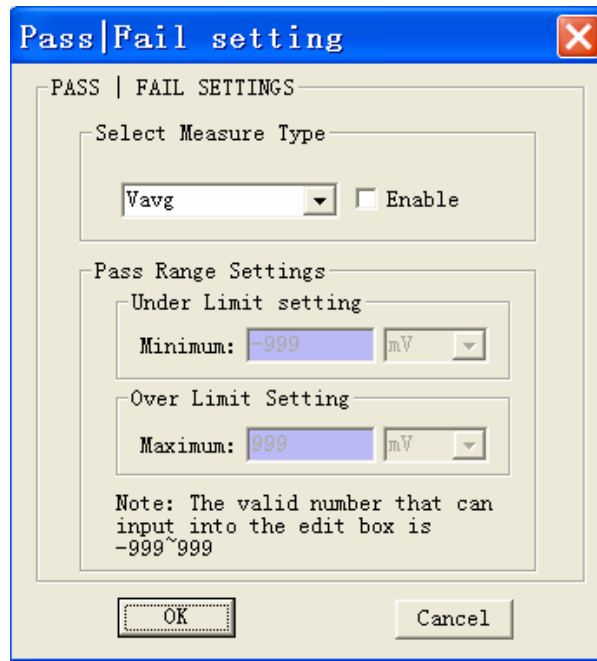 Pass|Fail setting
PASS | FAIL SETTINGS
Select Measure Type
Vavg
Enable
Pass Range Settings
Under Limit setting
Minimum: -999 mV
Over Limit Setting
Maximum: 999 mV
Note: The valid number that can
input into the edit box is
-999~999
OK
Cancel